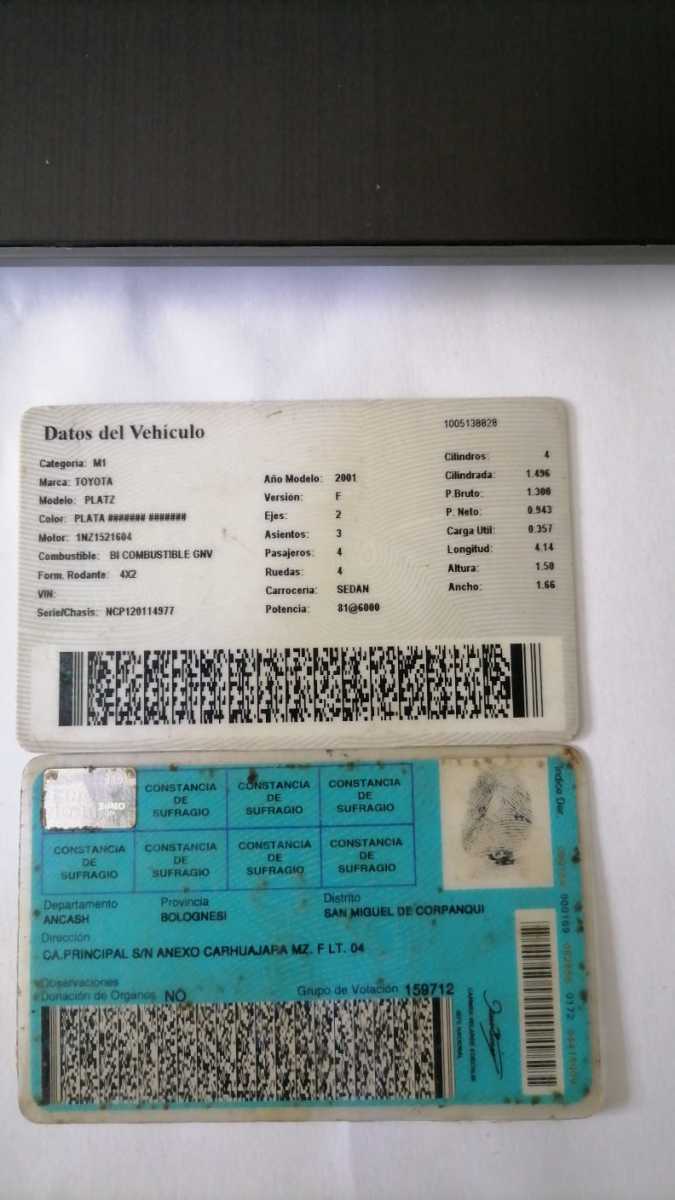 Datos del Vehículo
1005138828
Categoria: M1
Marca: TOYOTA
Modelo: PLATZ
Color: PLATA ####### #######
Motor: 1NZ1521604
Combustible: BI COMBUSTIBLE GNV
Form. Rodante: 4X2
VIN:
Serie/Chasis: NCP120114977
Año Modelo: 2001
Versión: F
Ejes: 2
Asientos: 3
Pasajeros: 4
Ruedas: 4
Carroceria: SEDAN
Potencia: 81@6000
Cilindros: 4
Cilindrada: 1.496
P.Bruto: 1.300
P. Neto: 0.943
Carga Util: 0.357
Longitud: 4.14
Altura: 1.50
Ancho: 1.66
CONSTANCIA DE SUFRAGIO
CONSTANCIA DE SUFRAGIO
CONSTANCIA DE SUFRAGIO
CONSTANCIA DE SUFRAGIO
CONSTANCIA DE SUFRAGIO
CONSTANCIA DE SUFRAGIO
CONSTANCIA DE SUFRAGIO
Indice Der
Departamento
ANCASH
Provincia
BOLOGNESI
Distrito
SAN MIGUEL DE CORPANQUI
Dirección
CA.PRINCIPAL S/N ANEXO CARHUAJARA MZ. F LT. 04
Observaciones
Donación de Organos NO
Grupo de Votación 159712
JEFE NACIONAL